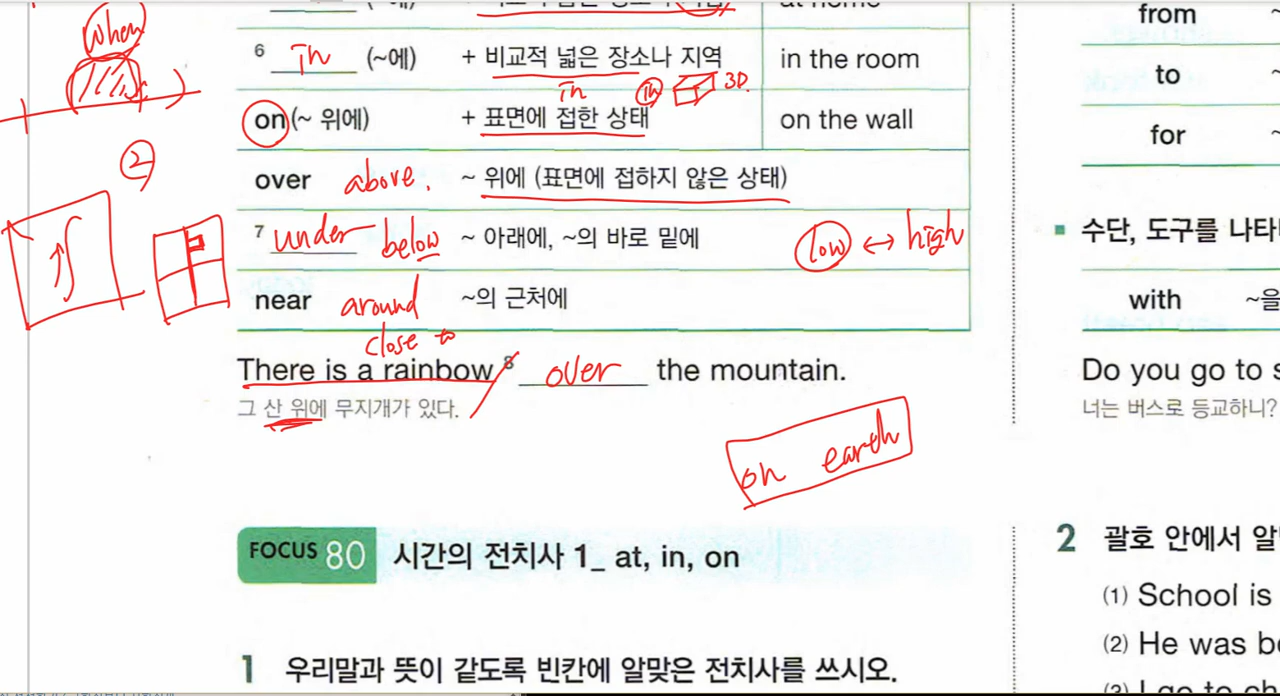 at home
when
6 in (~에) + 비교적 넓은 장소나 지역 in the room
in in 3D.
on (~ 위에) + 표면에 접한 상태 on the wall
②
over above. ~ 위에 (표면에 접하지 않은 상태)
7 under below ~ 아래에, ~의 바로 밑에 low ↔ high
near around ~의 근처에
close to
There is a rainbow 8 over the mountain.
그 산 위에 무지개가 있다.
on earth
FOCUS 80 시간의 전치사 1_ at, in, on
1 우리말과 뜻이 같도록 빈칸에 알맞은 전치사를 쓰시오.
from ~
to ~
for ~
▪ 수단, 도구를 나타
with ~을
Do you go to s
너는 버스로 등교하니?
2 괄호 안에서 알
(1) School is
(2) He was be
(3) I go to ch